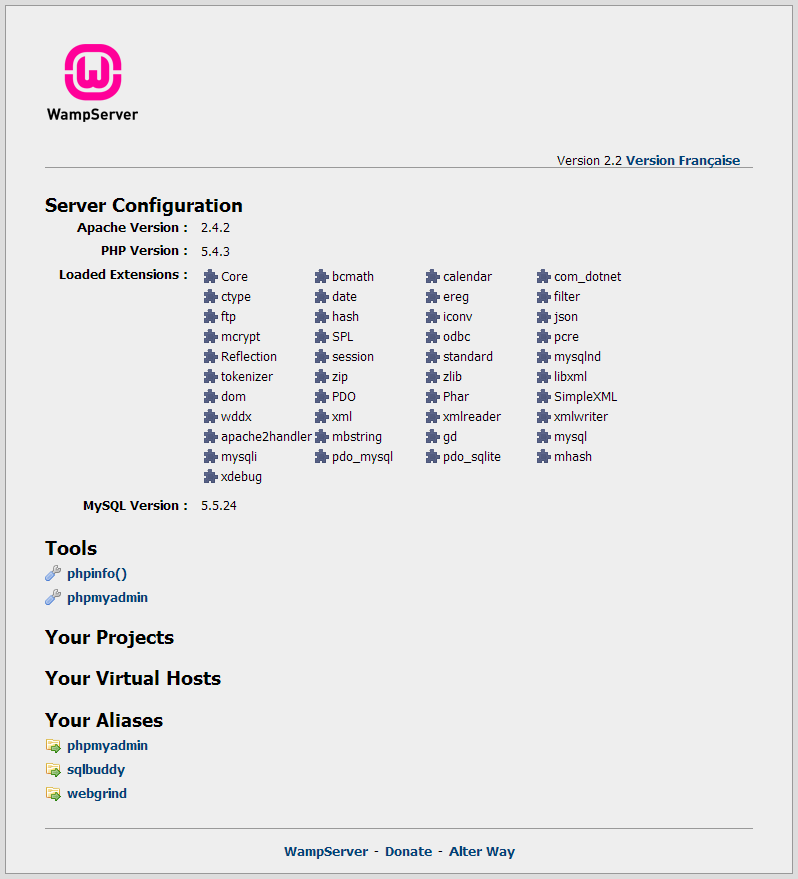 WampServer
Version 2.2 Version Française
Server Configuration
Apache Version : 2.4.2
PHP Version : 5.4.3
Loaded Extensions : Core bcmath calendar com_dotnet
ctype date ereg filter
ftp hash iconv json
mcrypt SPL odbc pcre
Reflection session standard mysqlnd
tokenizer zip zlib libxml
dom PDO Phar SimpleXML
wddx xml xmlreader xmlwriter
apache2handler mbstring gd mysql
mysqli pdo_mysql pdo_sqlite mhash
xdebug
MySQL Version : 5.5.24
Tools
phpinfo()
phpmyadmin
Your Projects
Your Virtual Hosts
Your Aliases
phpmyadmin
sqlbuddy
webgrind
WampServer - Donate - Alter Way